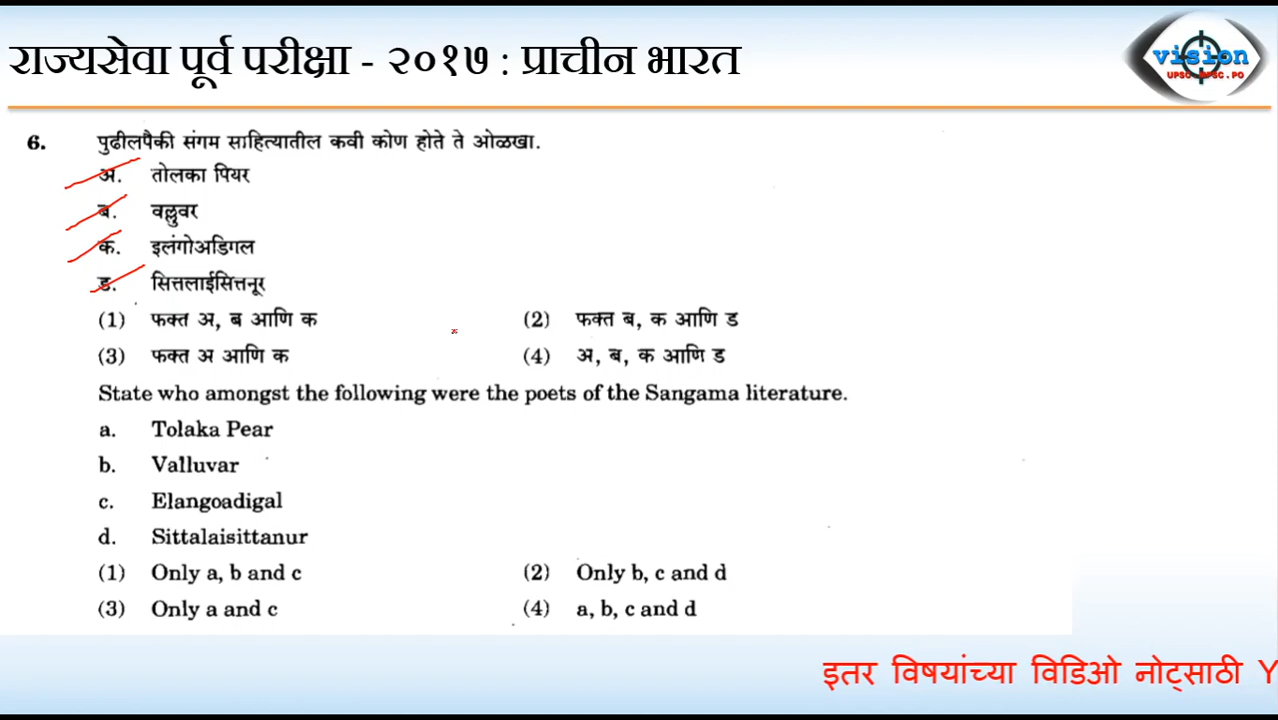 राज्यसेवा पूर्व परीक्षा - २०१७ : प्राचीन भारत
vision
UPSC MPSC . PO
6. पुढीलपैकी संगम साहित्यातील कवी कोण होते ते ओळखा.
अ. तोलका पियर
ब. वल्लुवर
क. इलंगोअडिगल
ड. सित्तलाईसित्तनूर
(1) फक्त अ, ब आणि क (2) फक्त ब, क आणि ड
(3) फक्त अ आणि क (4) अ, ब, क आणि ड
State who amongst the following were the poets of the Sangama literature.
a. Tolaka Pear
b. Valluvar
c. Elangoadigal
d. Sittalaisittanur
(1) Only a, b and c (2) Only b, c and d
(3) Only a and c (4) a, b, c and d
इतर विषयांच्या विडिओ नोट्साठी Y